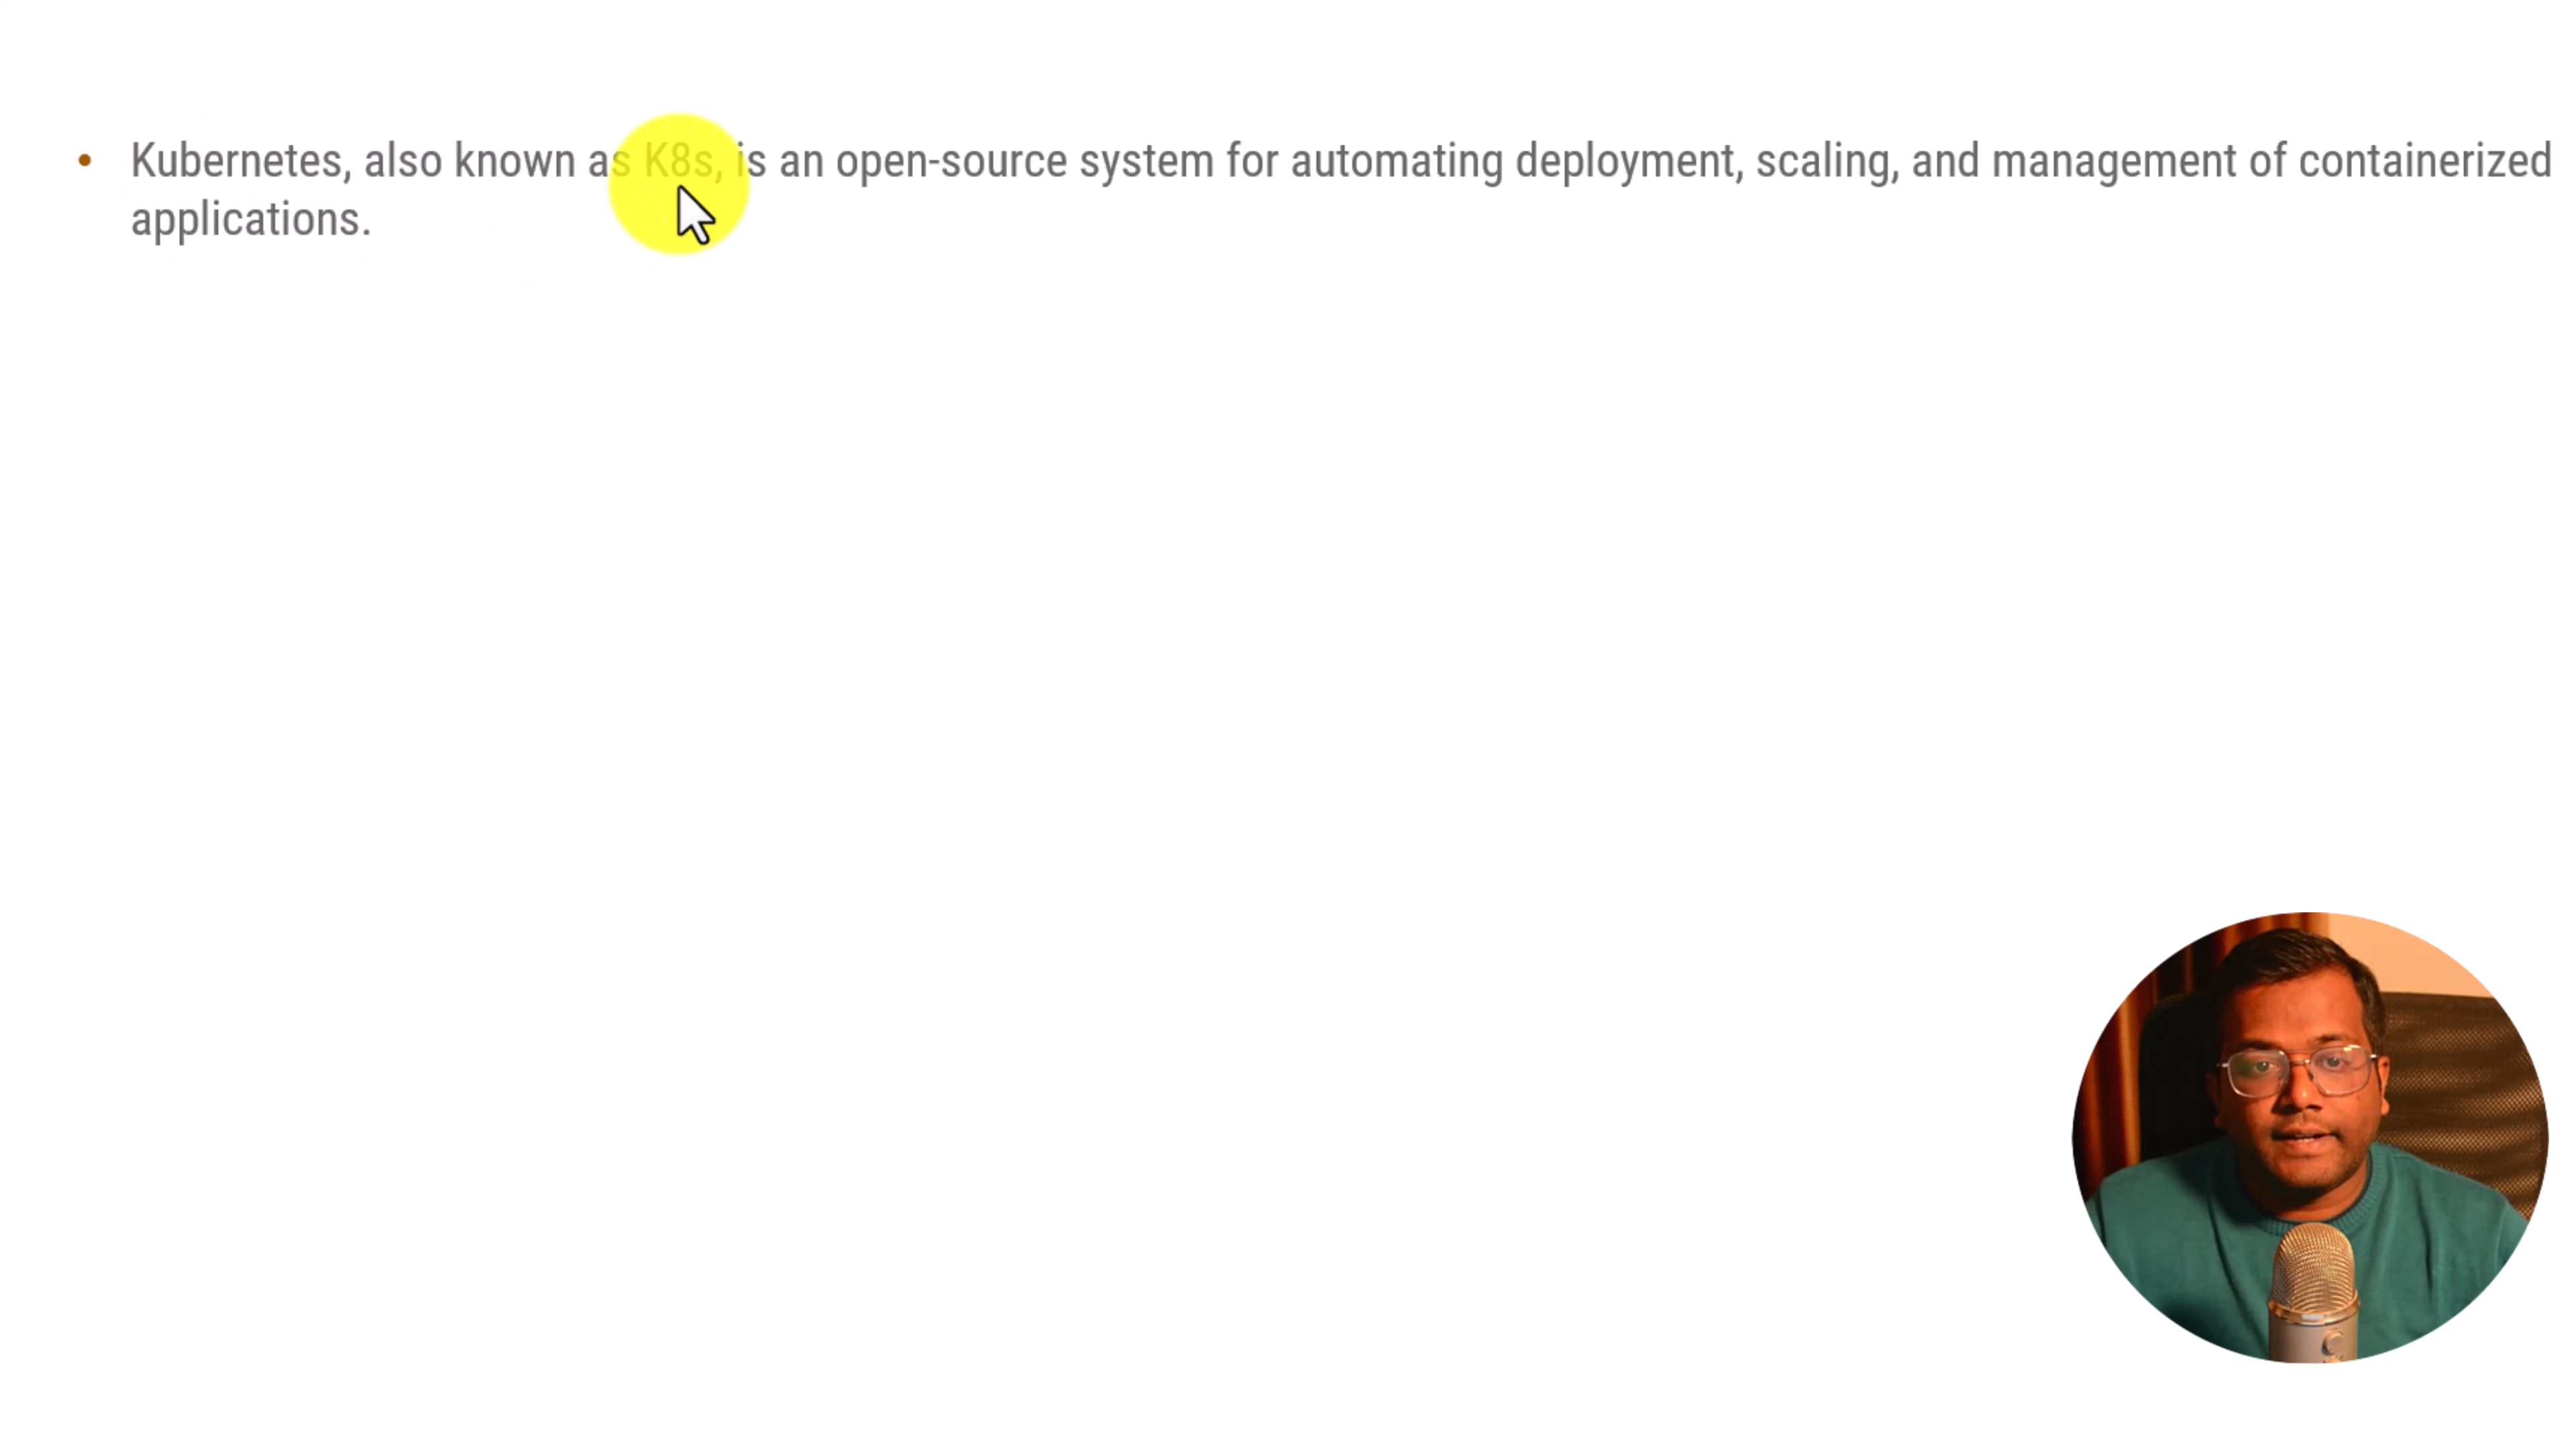 • Kubernetes, also known as K8s, is an open-source system for automating deployment, scaling, and management of containerized
applications.